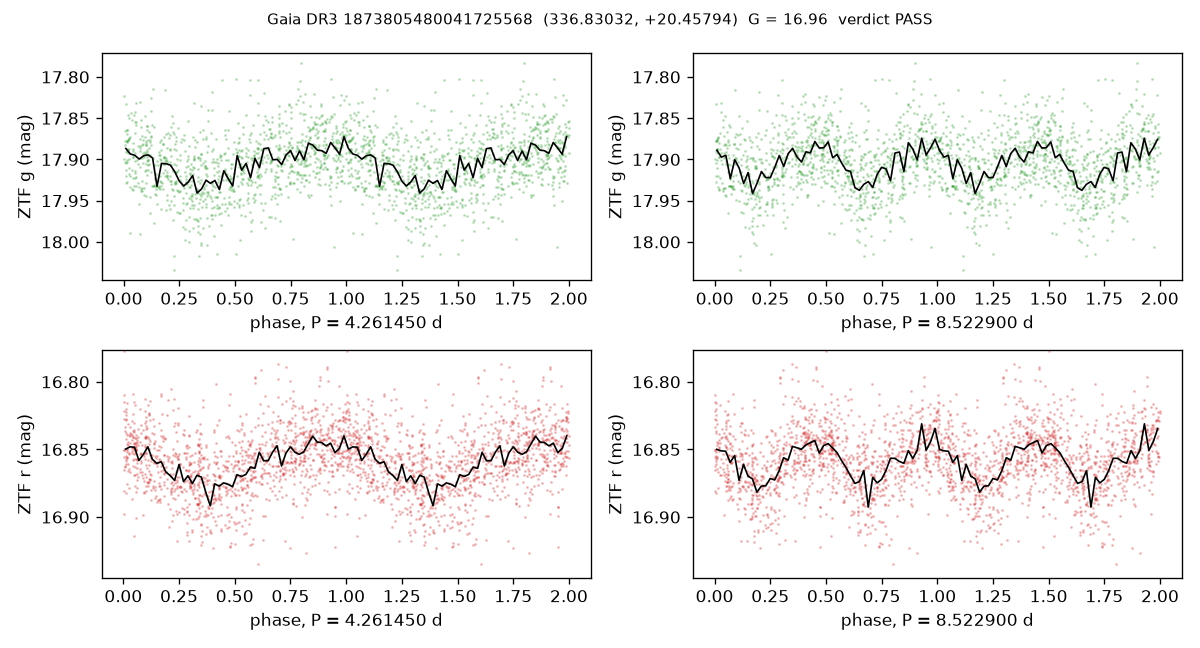 Gaia DR3 1873805480041725568 (336.83032, +20.45794) G = 16.96 verdict PASS
ZTF g (mag)
17.80
17.85
17.90
17.95
18.00
0.00 0.25 0.50 0.75 1.00 1.25 1.50 1.75 2.00
phase, P = 4.261450 d
ZTF g (mag)
17.80
17.85
17.90
17.95
18.00
0.00 0.25 0.50 0.75 1.00 1.25 1.50 1.75 2.00
phase, P = 8.522900 d
ZTF r (mag)
16.80
16.85
16.90
0.00 0.25 0.50 0.75 1.00 1.25 1.50 1.75 2.00
phase, P = 4.261450 d
ZTF r (mag)
16.80
16.85
16.90
0.00 0.25 0.50 0.75 1.00 1.25 1.50 1.75 2.00
phase, P = 8.522900 d